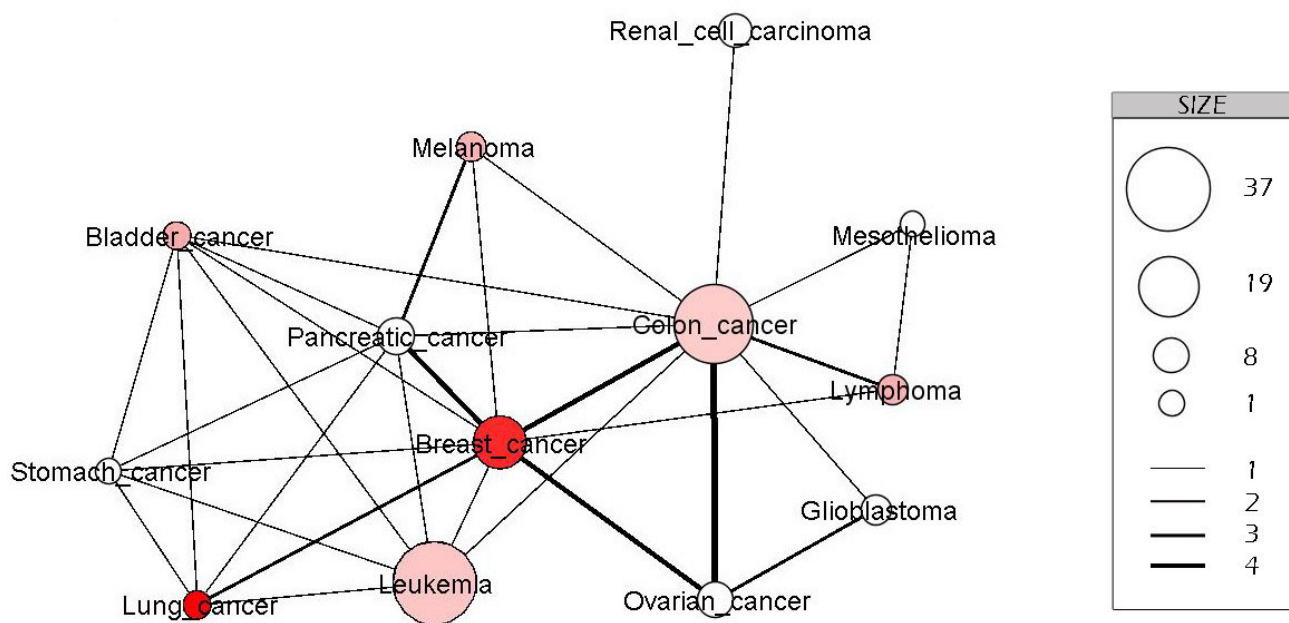 Renal_cell_carcinoma
Melanoma
Bladder_cancer
Mesothelioma
Pancreatic_cancer
Colon_cancer
Lymphoma
Breast_cancer
Stomach_cancer
Glioblastoma
Leukemia
Lung_cancer
Ovarian_cancer
SIZE
37
19
8
1
1
2
3
4